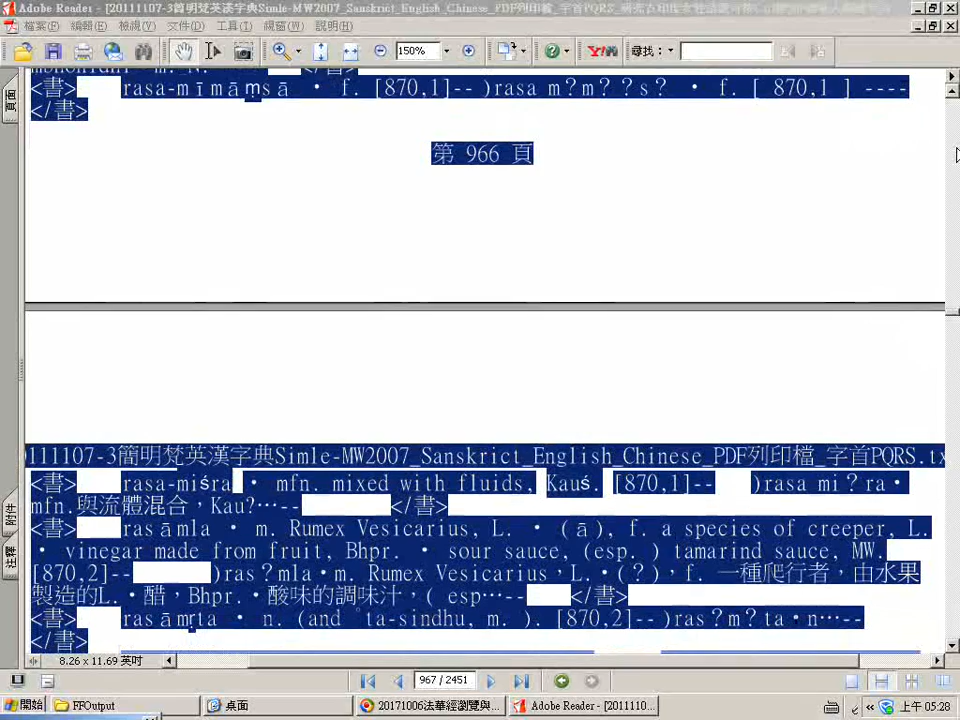 Adobe Reader - [20111107-3簡明梵英漢字典Simle-MW2007_Sanskrict_English_Chinese_PDF列印檔_字首PQRS_
檔案(F) 編輯(E) 檢視(V) 文件(D) 工具(T) 視窗(W) 說明(H)
150% 尋找：
頁面
<書> rasa-mīmāṃsā • f. [870,1]-- )rasa m?m??s? • f. [ 870,1 ] ----
</書>
第 966 頁
111107-3簡明梵英漢字典Simle-MW2007_Sanskrict_English_Chinese_PDF列印檔_字首PQRS.tx
<書> rasa-miśra • mfn. mixed with fluids, Kauś. [870,1]-- )rasa mi?ra•
mfn.與流體混合，Kau?…-- </書>
<書> rasāmla • m. Rumex Vesicarius, L. • (ā), f. a species of creeper, L.
• vinegar made from fruit, Bhpr. • sour sauce, (esp. ) tamarind sauce, MW.
[870,2]-- )ras?mla•m. Rumex Vesicarius，L.•(?)，f. 一種爬行者，由水果
製造的L.•醋，Bhpr.•酸味的調味汁，( esp…-- </書>
<書> rasāmṛta • n. (and °ta-sindhu, m. ). [870,2]-- )ras?m?ta•n…--
</書>
附件
注釋
8.26 x 11.69 英吋
967 / 2451
開始 FFOutput 桌面 20171006法華經瀏覽與... Adobe Reader - [2011110... 上午 05:28